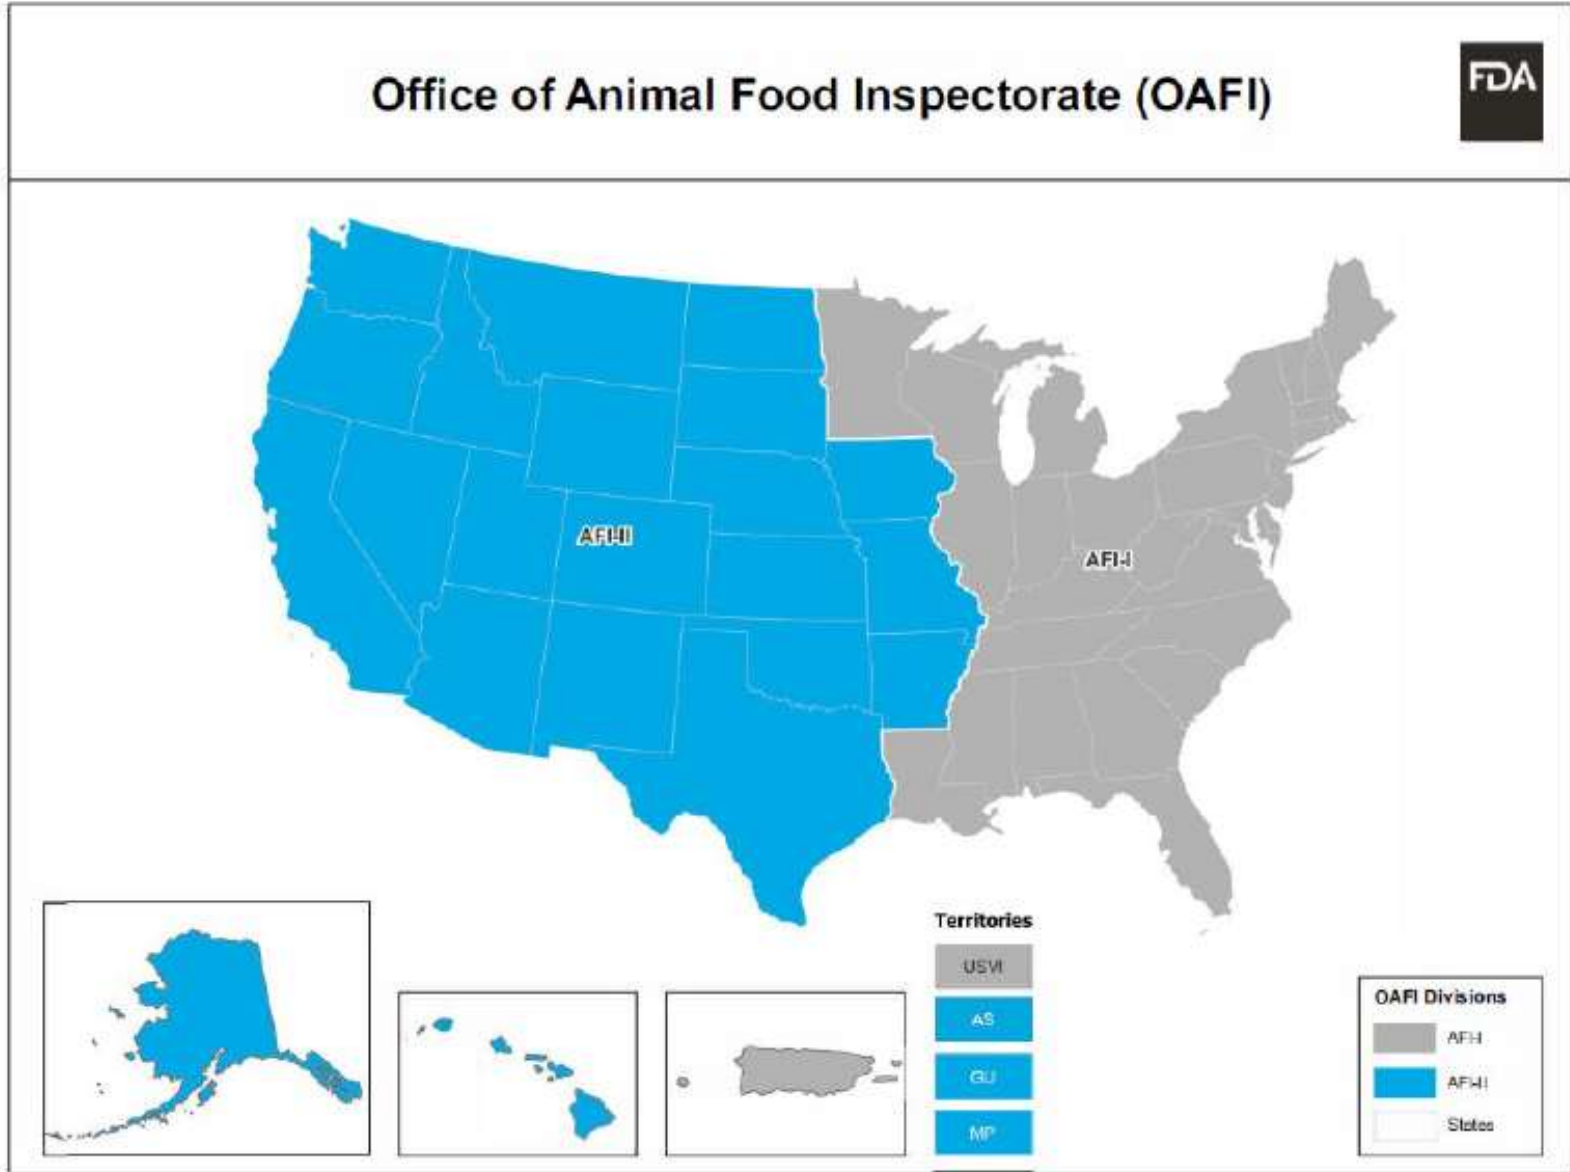 Office of Animal Food Inspectorate (OAFI)
FDA
AFI-II
AFI-I
Territories
USVI
AS
GU
MP
OAFI Divisions
AFI-I
AFI-II
States